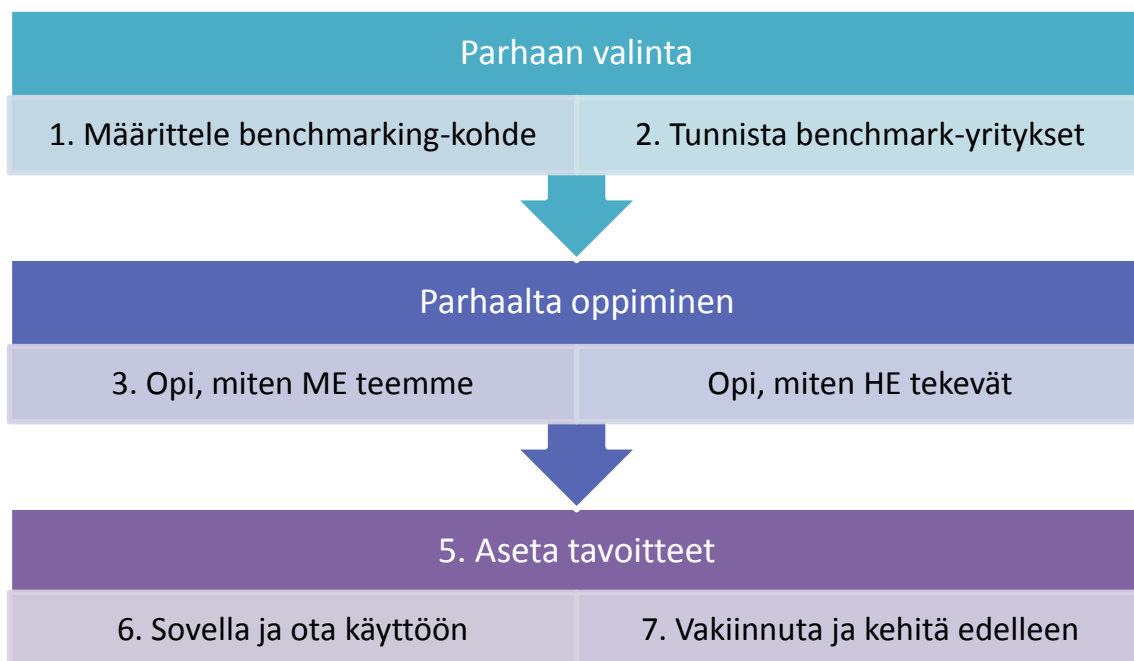 Parhaan valinta
1. Määrittele benchmarking-kohde
2. Tunnista benchmark-yritykset
Parhaalta oppiminen
3. Opi, miten ME teemme
Opi, miten HE tekevät
5. Aseta tavoitteet
6. Sovella ja ota käyttöön
7. Vakiinnuta ja kehitä edelleen